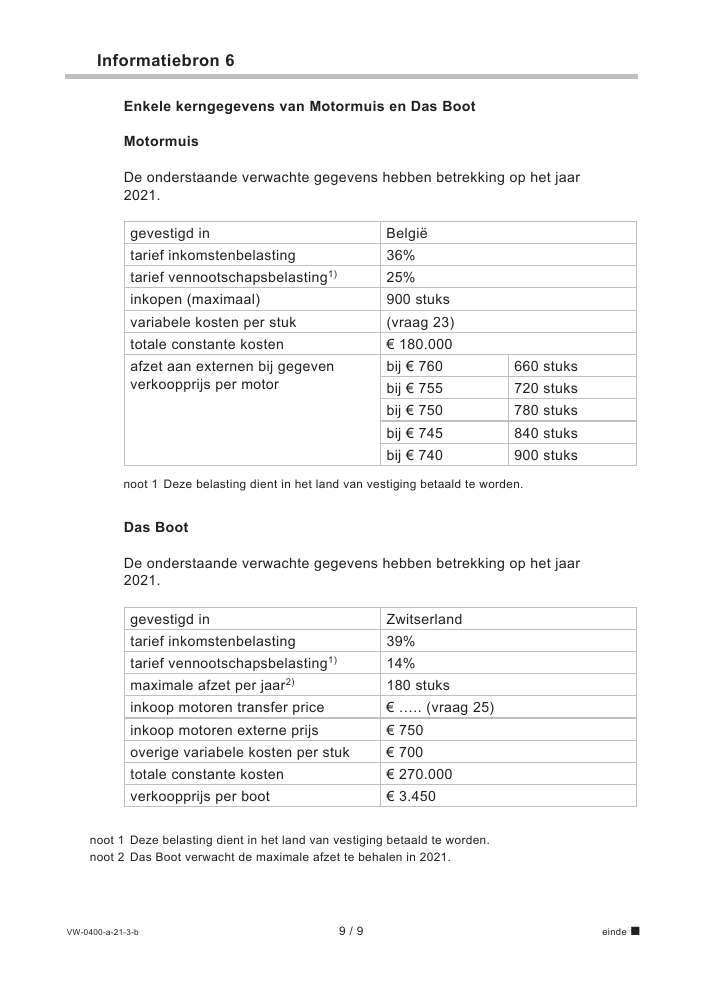 Informatiebron 6
Enkele kerngegevens van Motormuis en Das Boot
Motormuis
De onderstaande verwachte gegevens hebben betrekking op het jaar
2021.
gevestigd in België
tarief inkomstenbelasting 36%
tarief vennootschapsbelasting1) 25%
inkopen (maximaal) 900 stuks
variabele kosten per stuk (vraag 23)
totale constante kosten € 180.000
afzet aan externen bij gegeven bij € 760 660 stuks
verkoopprijs per motor bij € 755 720 stuks
bij € 750 780 stuks
bij € 745 840 stuks
bij € 740 900 stuks
noot 1 Deze belasting dient in het land van vestiging betaald te worden.
Das Boot
De onderstaande verwachte gegevens hebben betrekking op het jaar
2021.
gevestigd in Zwitserland
tarief inkomstenbelasting 39%
tarief vennootschapsbelasting1) 14%
maximale afzet per jaar2) 180 stuks
inkoop motoren transfer price € ….. (vraag 25)
inkoop motoren externe prijs € 750
overige variabele kosten per stuk € 700
totale constante kosten € 270.000
verkoopprijs per boot € 3.450
noot 1 Deze belasting dient in het land van vestiging betaald te worden.
noot 2 Das Boot verwacht de maximale afzet te behalen in 2021.
VW-0400-a-21-3-b 9 / 9 einde ■